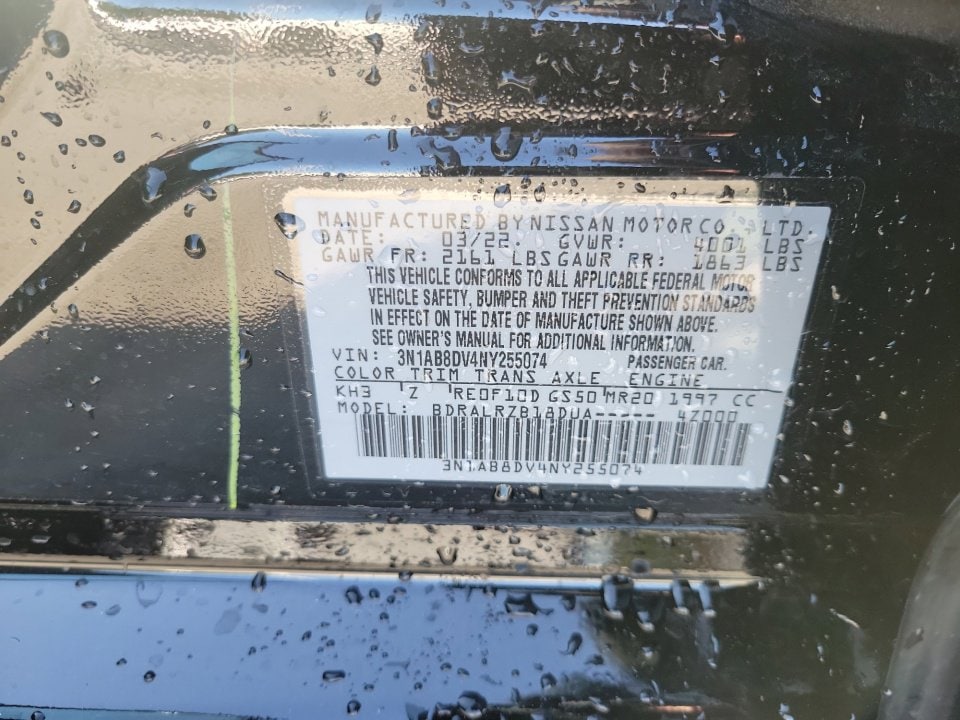 MANUFACTURED BY NISSAN MOTOR CO., LTD.
DATE: 03/22. GVWR: 4001 LBS
GAWR FR: 2161 LBS GAWR RR: 1863 LBS
THIS VEHICLE CONFORMS TO ALL APPLICABLE FEDERAL MOTOR
VEHICLE SAFETY, BUMPER AND THEFT PREVENTION STANDARDS
IN EFFECT ON THE DATE OF MANUFACTURE SHOWN ABOVE.
SEE OWNER'S MANUAL FOR ADDITIONAL INFORMATION.
VIN: 3N1AB8DV4NY255074 PASSENGER CAR.
COLOR TRIM TRANS AXLE ENGINE
KH3 Z RE0F10D GS50 MR20 1997 CC
MODEL: BDRALRZB18DUA----- 4Z000
3N1AB8DV4NY255074